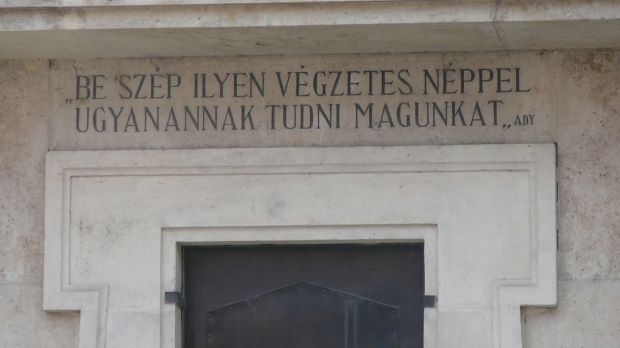 „BE SZÉP ILYEN VÉGZETES NÉPPEL
UGYANANNAK TUDNI MAGUNKAT„ ADY